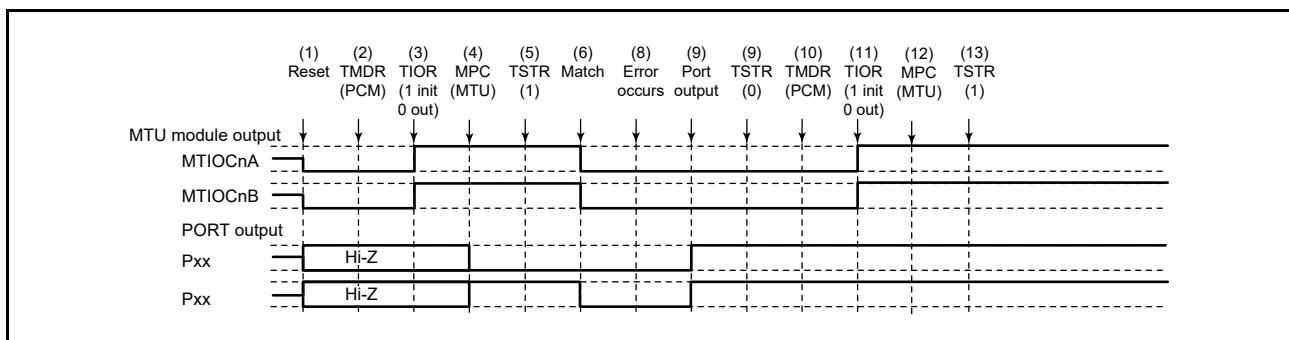 (1) (2) (3) (4) (5) (6) (8) (9) (9) (10) (11) (12) (13)
Reset TMDR TIOR MPC TSTR Match Error Port TSTR TMDR TIOR MPC TSTR
(PCM) (1 init (MTU) (1) occurs output (0) (PCM) (1 init (MTU) (1)
0 out) 0 out)
MTU module output
MTIOCnA
MTIOCnB
PORT output
Pxx Hi-Z
Pxx Hi-Z